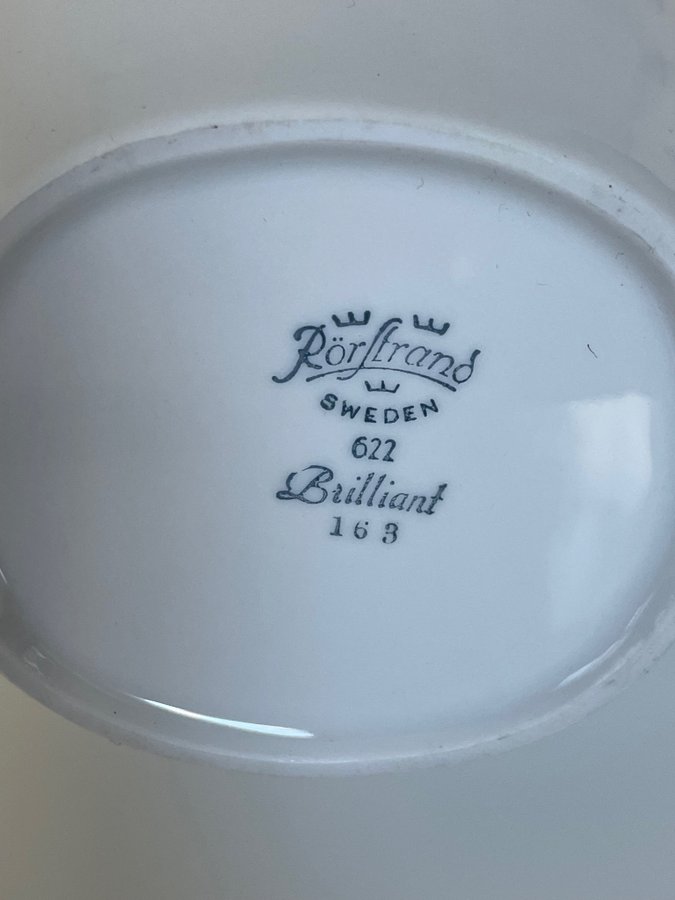 Rörstrand
SWEDEN
622
Brilliant
163